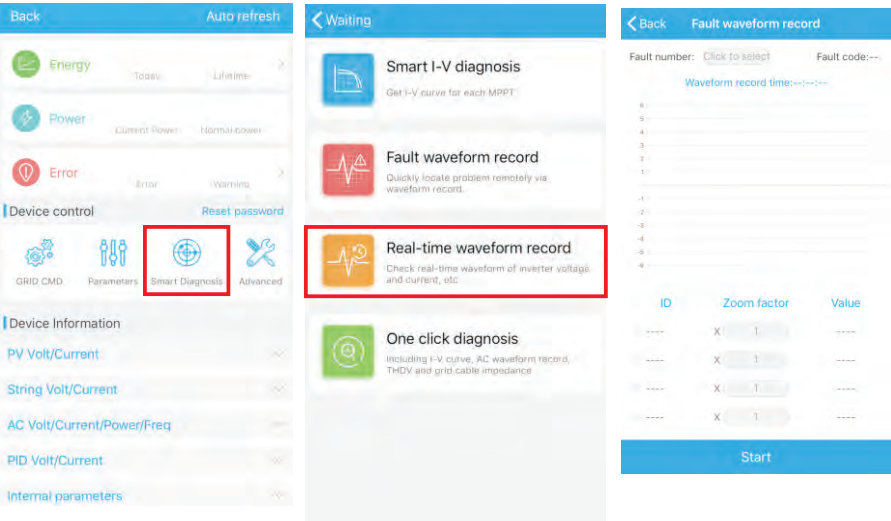 Back Auto refresh
Energy
Today Lifetime
Power
Current Power Normal power
Error
Error Warning
Device control Reset password
GRID CMD Parameters Smart Diagnosis Advanced
Device Information
PV Volt/Current
String Volt/Current
AC Volt/Current/Power/Freq
PID Volt/Current
Internal parameters
Waiting
Smart I-V diagnosis
Get I-V curve for each MPPT
Fault waveform record
Quickly locate problem remotely via
waveform record.
Real-time waveform record
Check real-time waveform of inverter voltage
and current, etc
One click diagnosis
Including I-V curve, AC waveform record,
THDV and grid cable impedance
Back Fault waveform record
Fault number: Click to select Fault code:--
Waveform record time:--:--:--
6
5
4
3
2
1
-1
-2
-3
-4
-5
-6
ID Zoom factor Value
---- X 1 ----
---- X 1 ----
---- X 1 ----
---- X 1 ----
Start